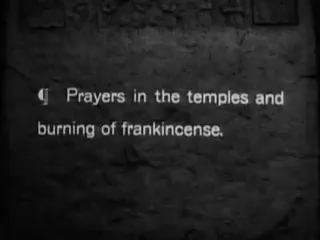 ¶ Prayers in the temples and
burning of frankincense.